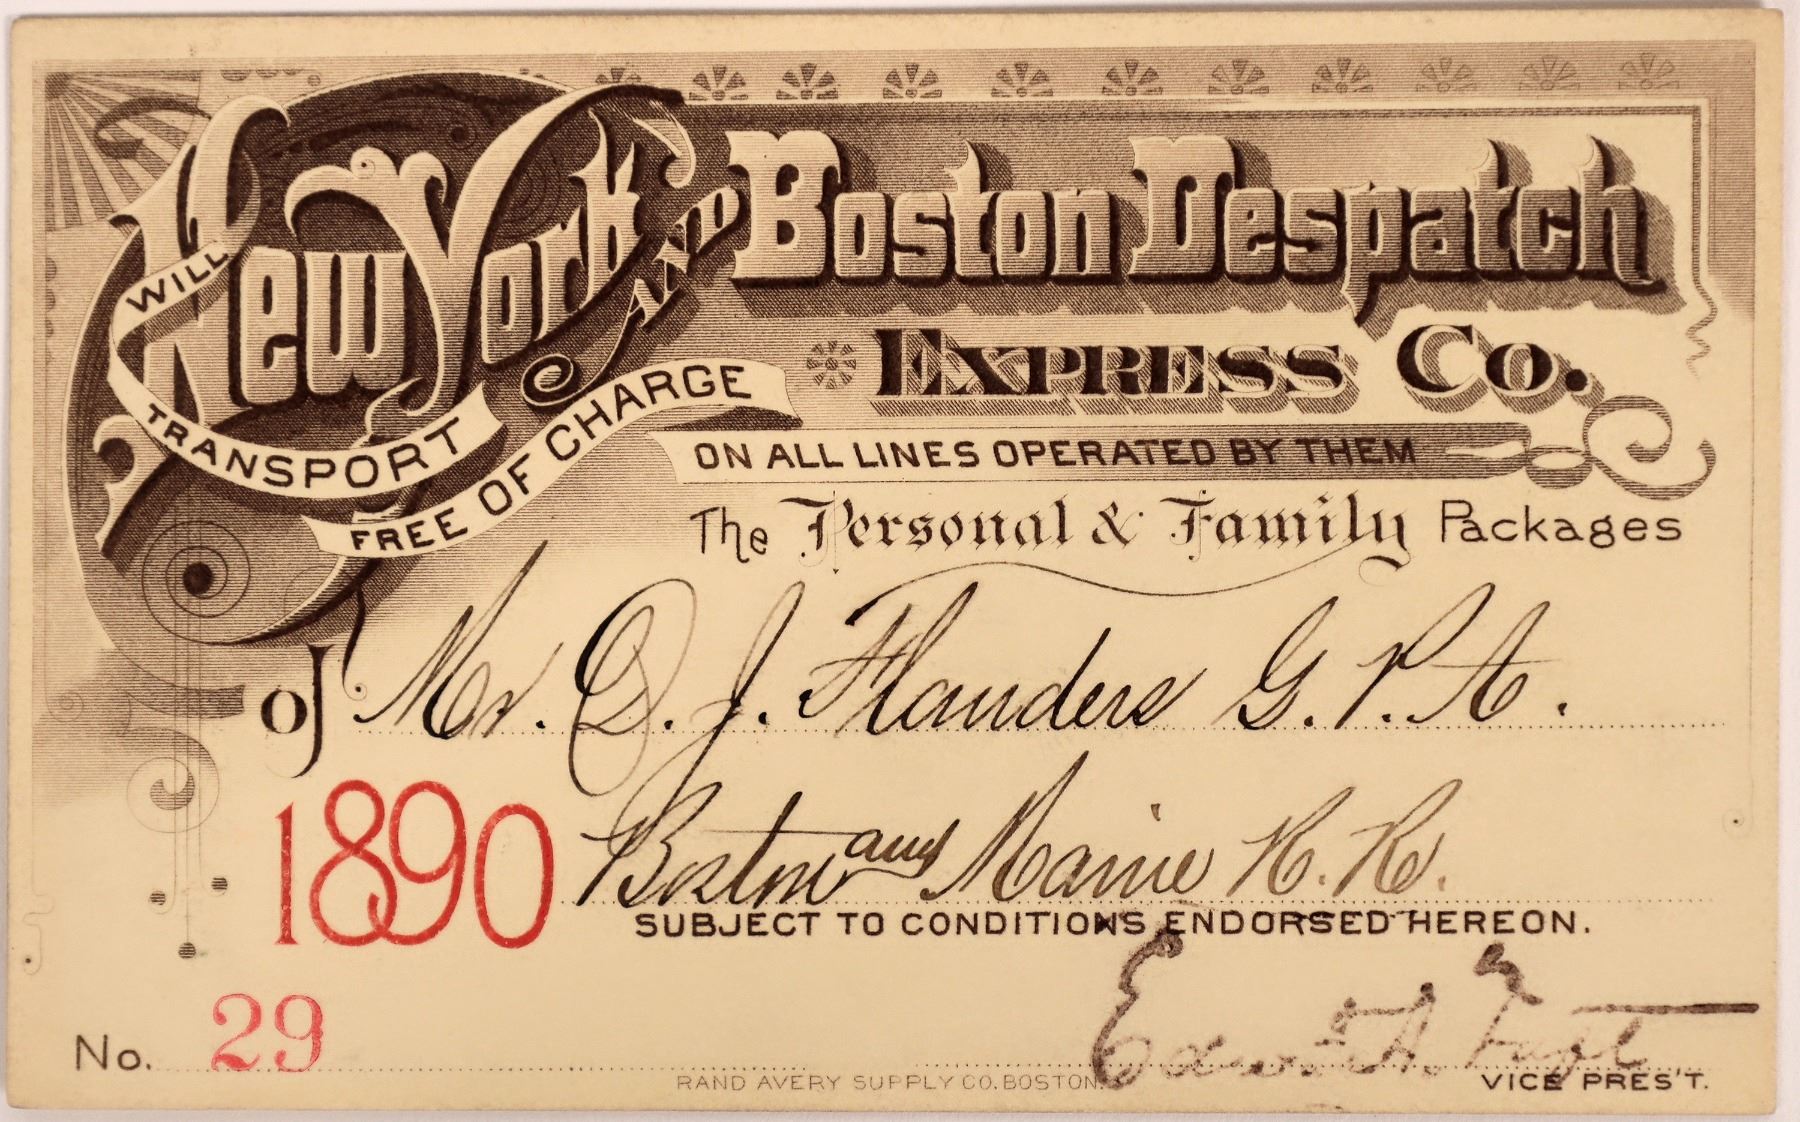 New York AND Boston Despatch
EXPRESS CO.
WILL TRANSPORT FREE OF CHARGE
ON ALL LINES OPERATED BY THEM
The Personal & Family Packages
of Mr. D. J. Flanders G. P. A.
1890 Boston and Maine R. R.
SUBJECT TO CONDITIONS ENDORSED HEREON.
No. 29
Edwin A. Taft
RAND AVERY SUPPLY CO. BOSTON.
VICE PRES'T.